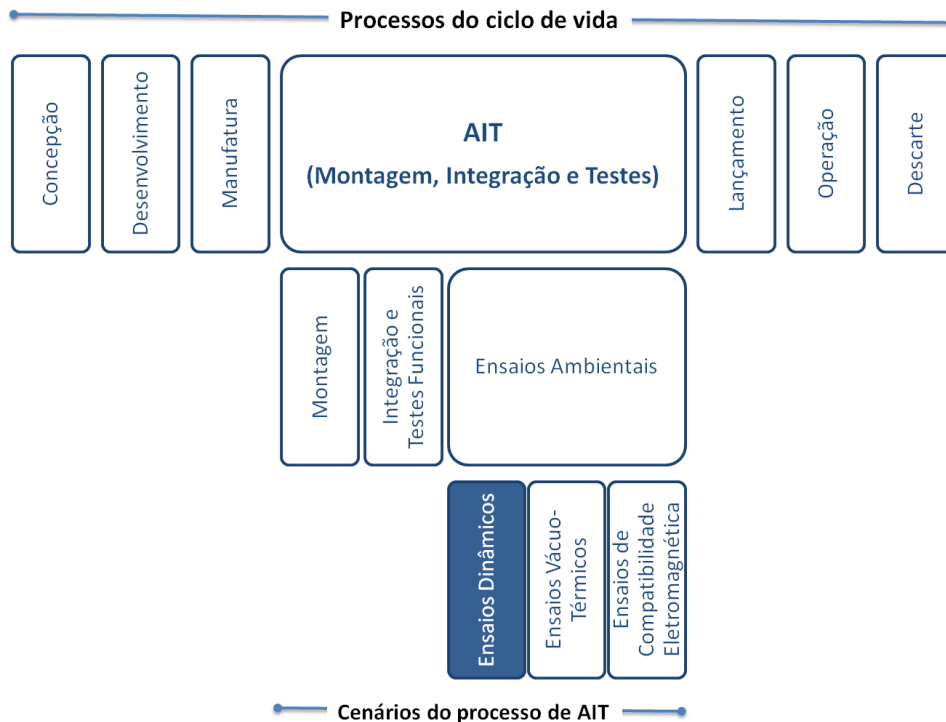 Processos do ciclo de vida
Concepção
Desenvolvimento
Manufatura
AIT
(Montagem, Integração e Testes)
Lançamento
Operação
Descarte
Montagem
Integração e
Testes Funcionais
Ensaios Ambientais
Ensaios Dinâmicos
Ensaios Vácuo-
Térmicos
Ensaios de
Compatibilidade
Eletromagnética
Cenários do processo de AIT